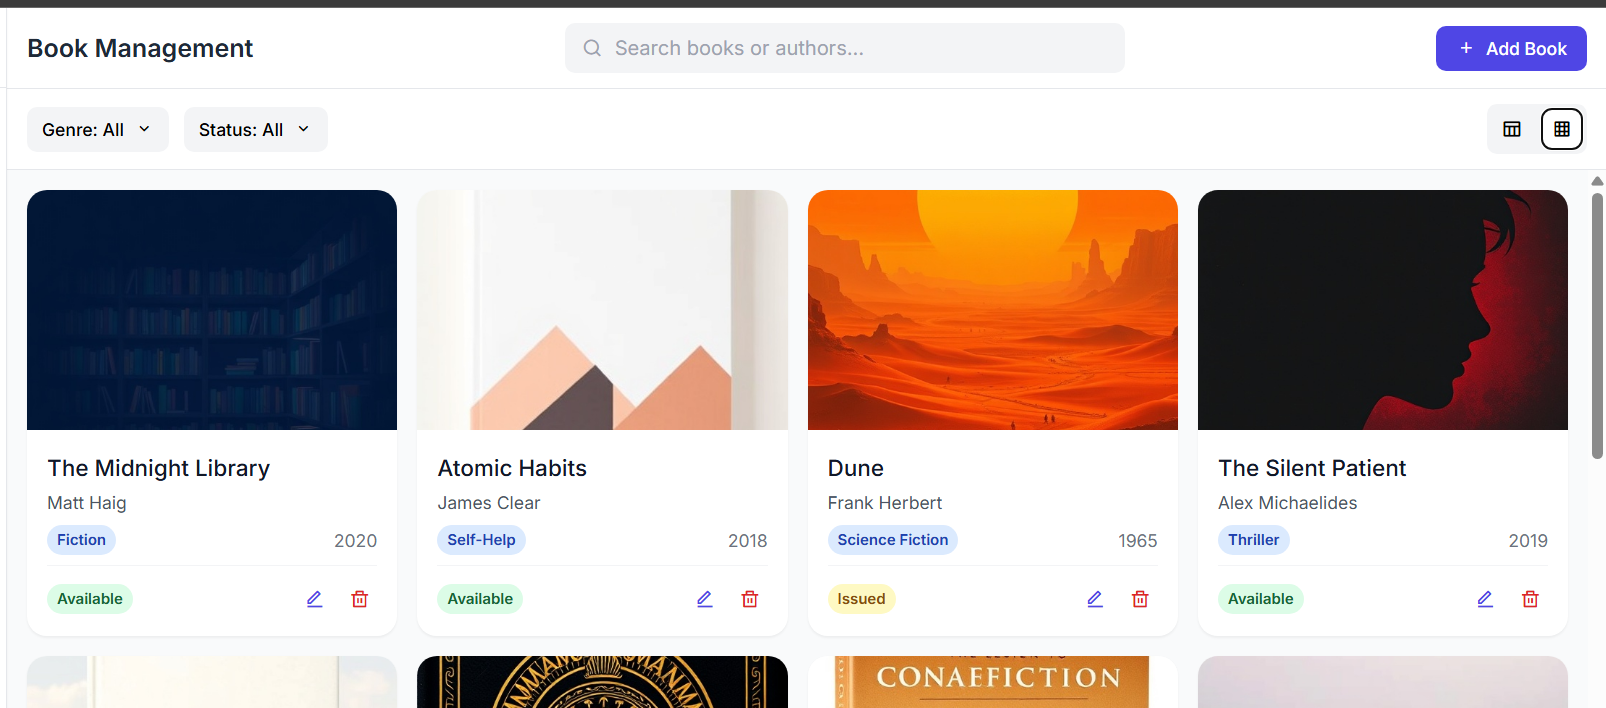 Book Management
Search books or authors...
+ Add Book
Genre: All
Status: All
The Midnight Library
Matt Haig
Fiction
2020
Available
Atomic Habits
James Clear
Self-Help
2018
Available
Dune
Frank Herbert
Science Fiction
1965
Issued
The Silent Patient
Alex Michaelides
Thriller
2019
Available
CONAEFICTION